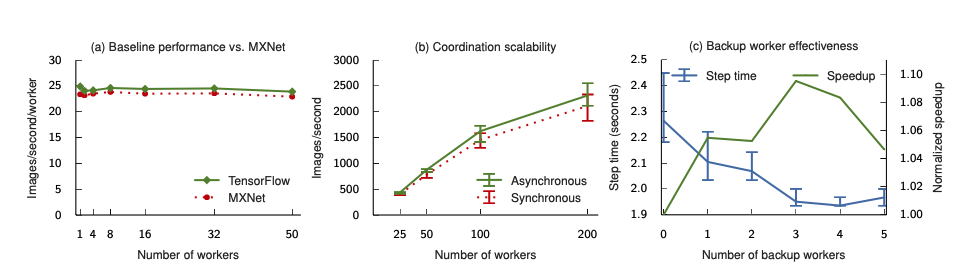 (a) Baseline performance vs. MXNet
30
25
20
15
10
5
0
Images/second/worker
TensorFlow
MXNet
1 4 8 16 32 50
Number of workers
(b) Coordination scalability
3000
2500
2000
1500
1000
500
0
Images/second
Asynchronous
Synchronous
25 50 100 200
Number of workers
(c) Backup worker effectiveness
2.5
2.4
2.3
2.2
2.1
2.0
1.9
Step time (seconds)
Step time
Speedup
1.10
1.08
1.06
1.04
1.02
1.00
Normalized speedup
0 1 2 3 4 5
Number of backup workers